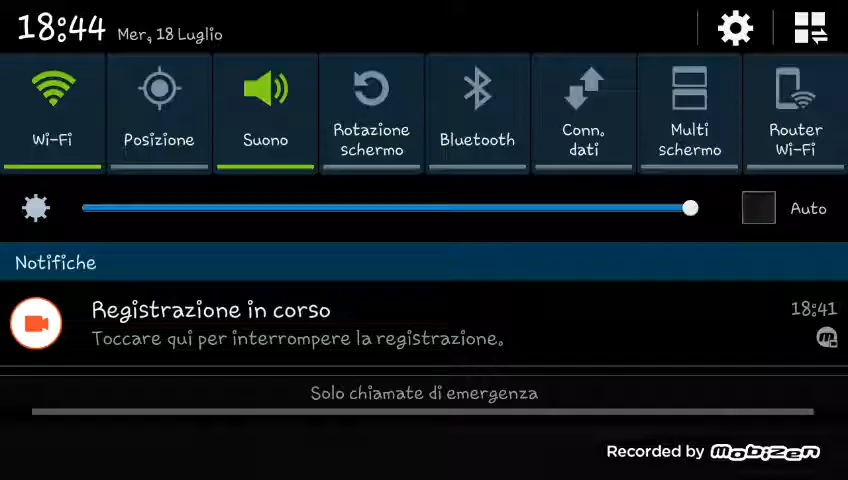 18:44 Mer, 18 Luglio
Wi-Fi
Posizione
Suono
Rotazione
schermo
Bluetooth
Conn.
dati
Multi
schermo
Router
Wi-Fi
Auto
Notifiche
Registrazione in corso
18:41
Toccare qui per interrompere la registrazione.
Solo chiamate di emergenza
Recorded by Mobizen